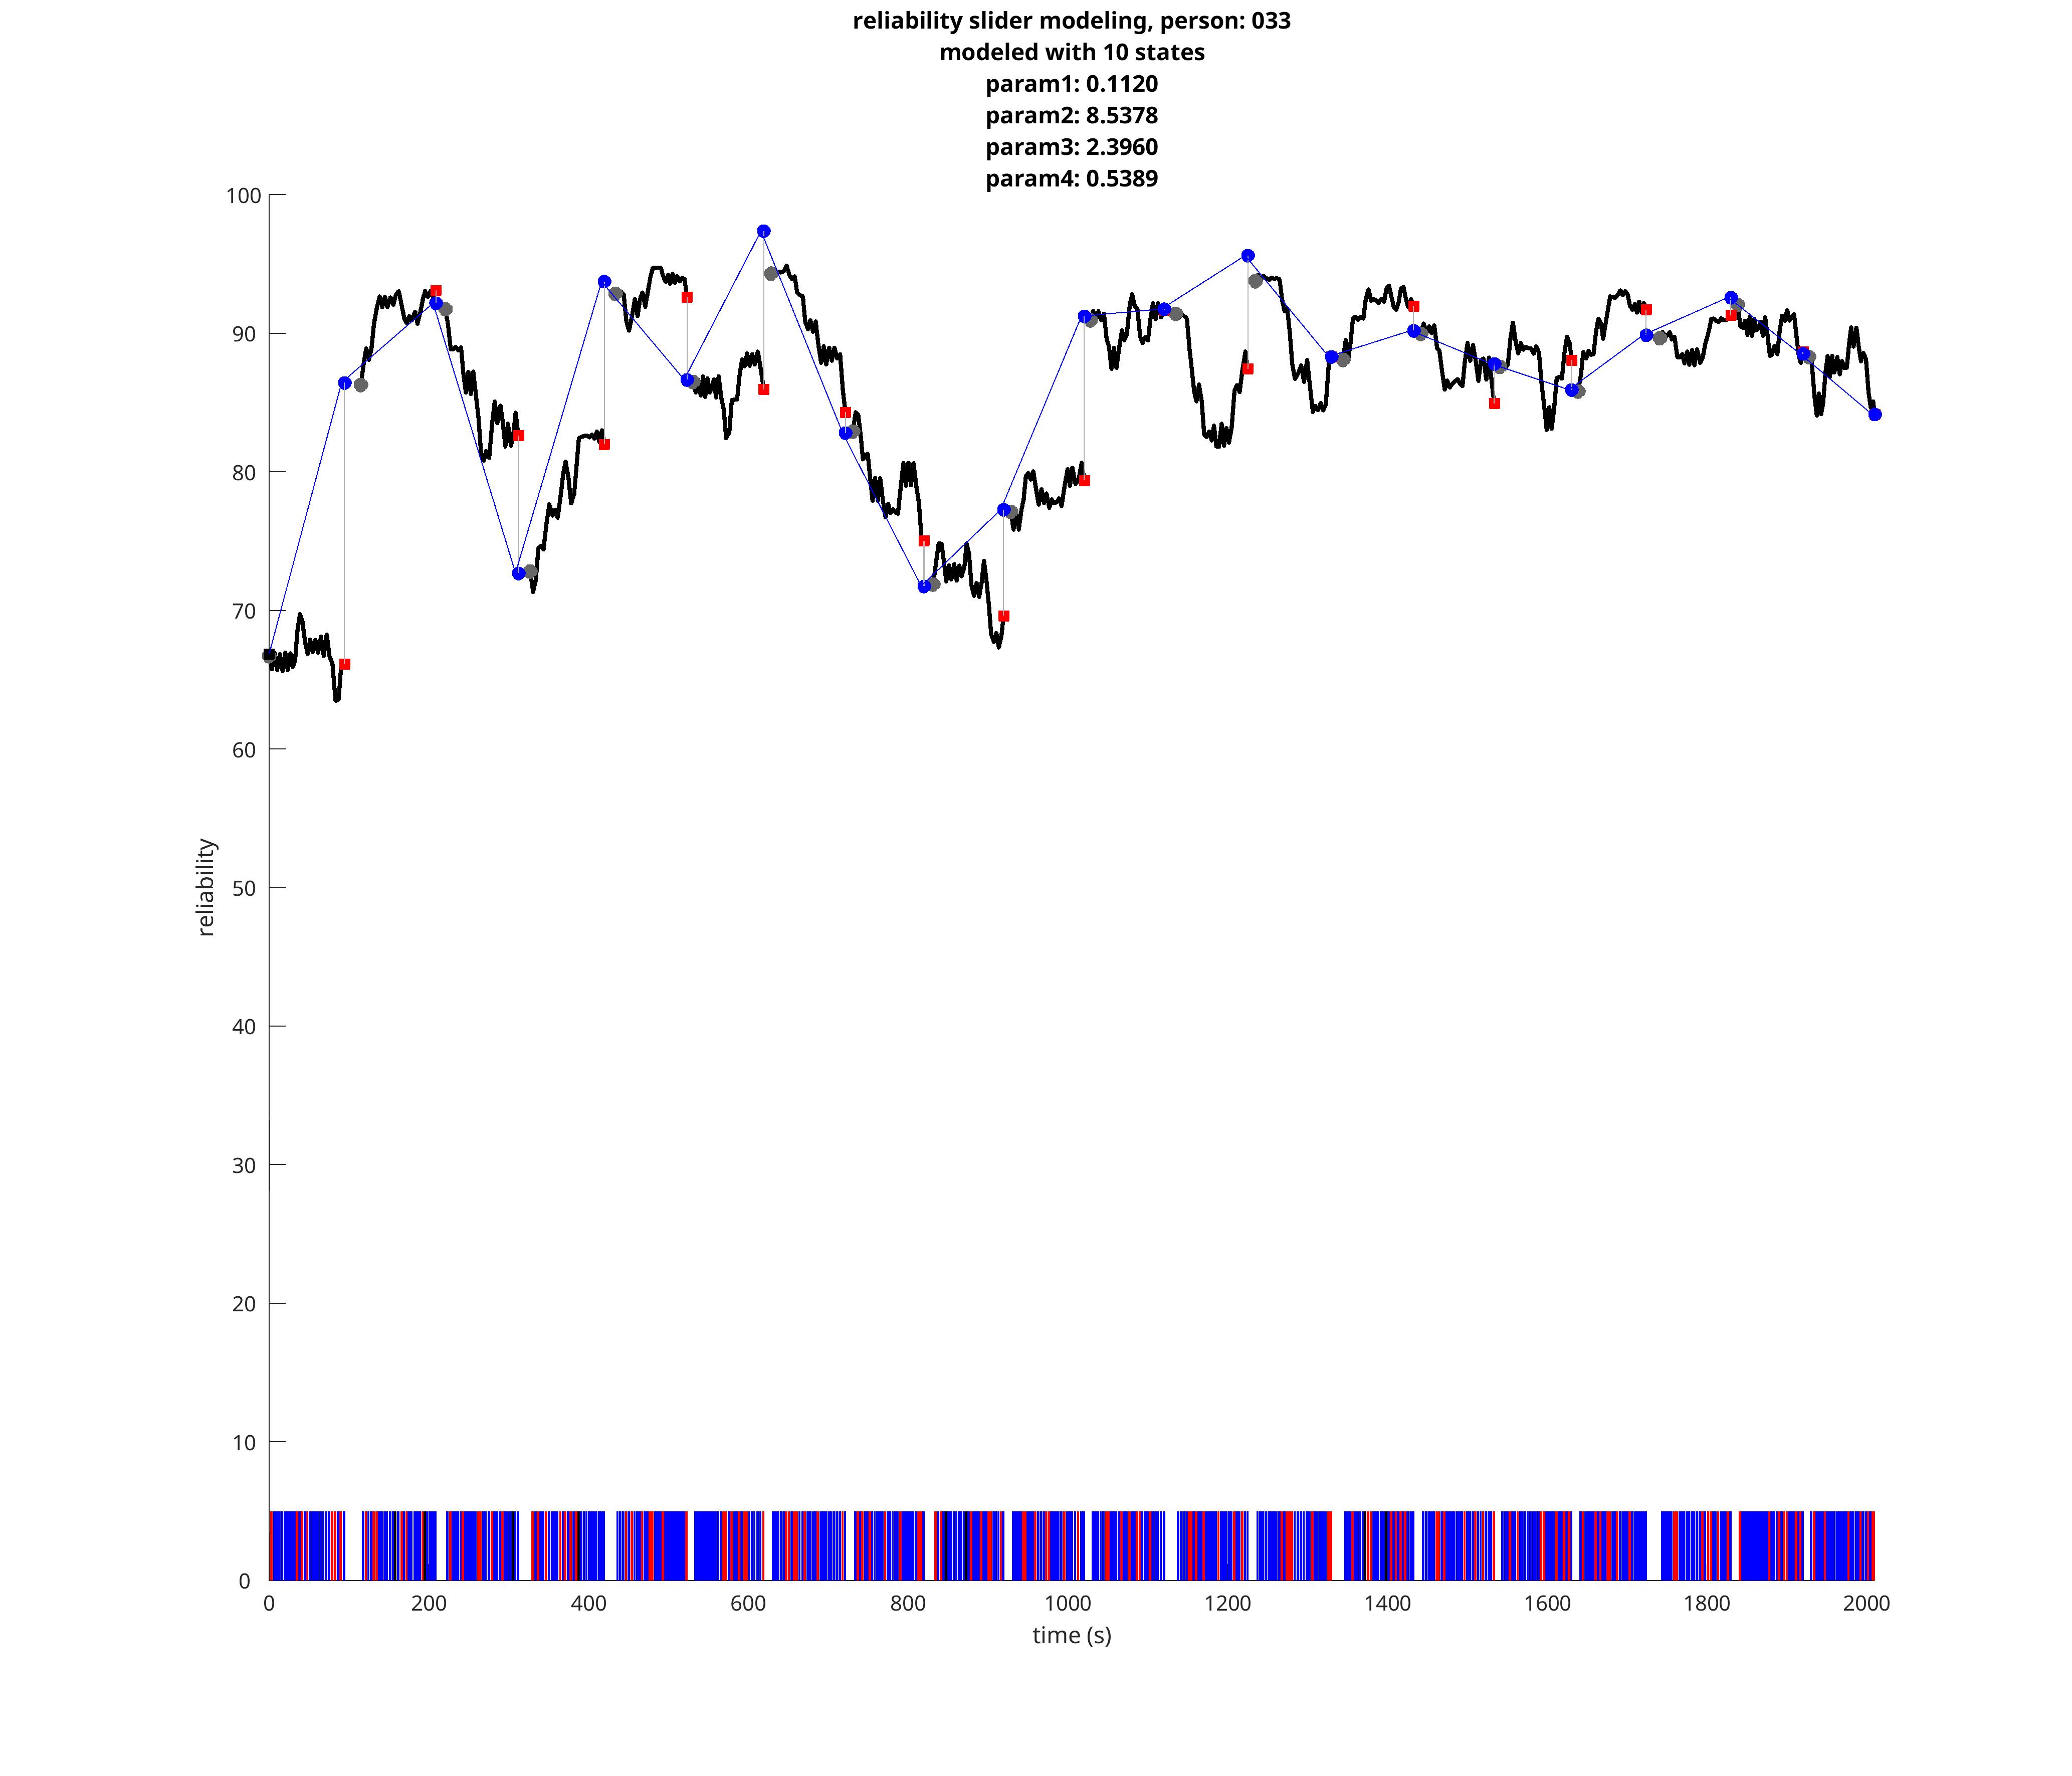 reliability slider modeling, person: 033
modeled with 10 states
param1: 0.1120
param2: 8.5378
param3: 2.3960
param4: 0.5389
100
90
80
70
60
50
40
30
20
10
0
reliability
0 200 400 600 800 1000 1200 1400 1600 1800 2000
time (s)